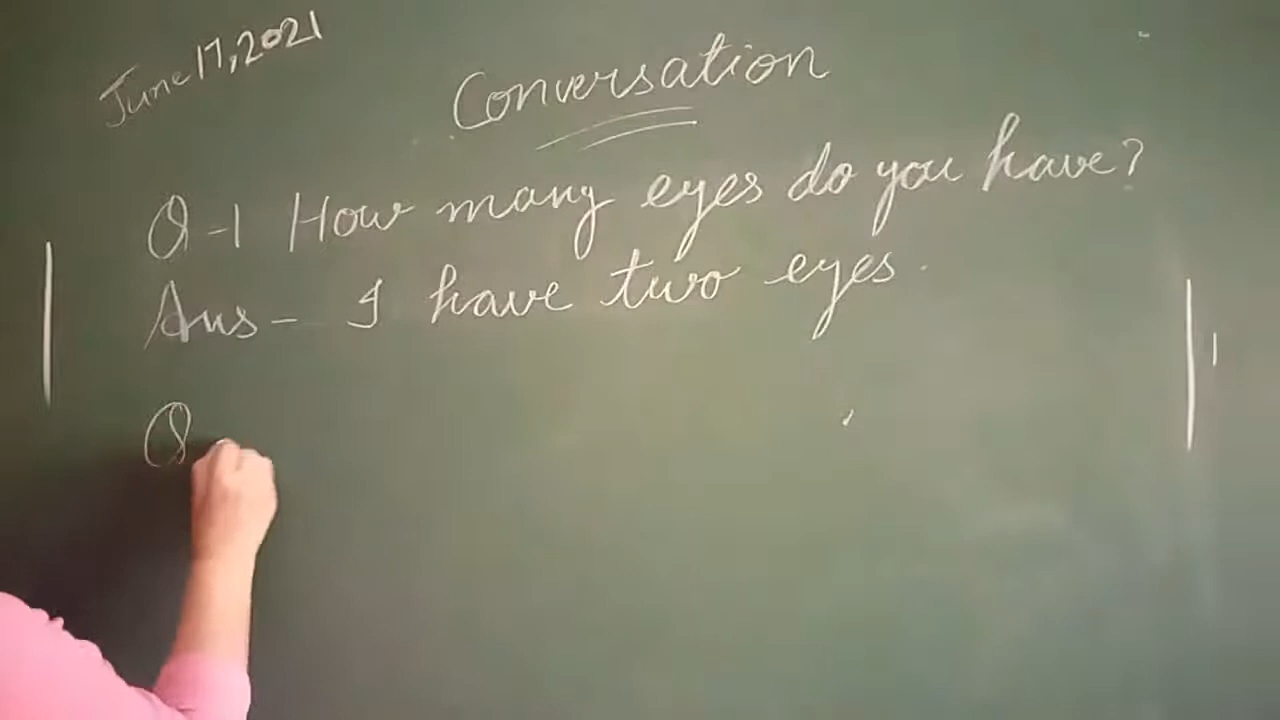 June 17, 2021
Conversation
Q-1 How many eyes do you have?
Ans- I have two eyes.
Q